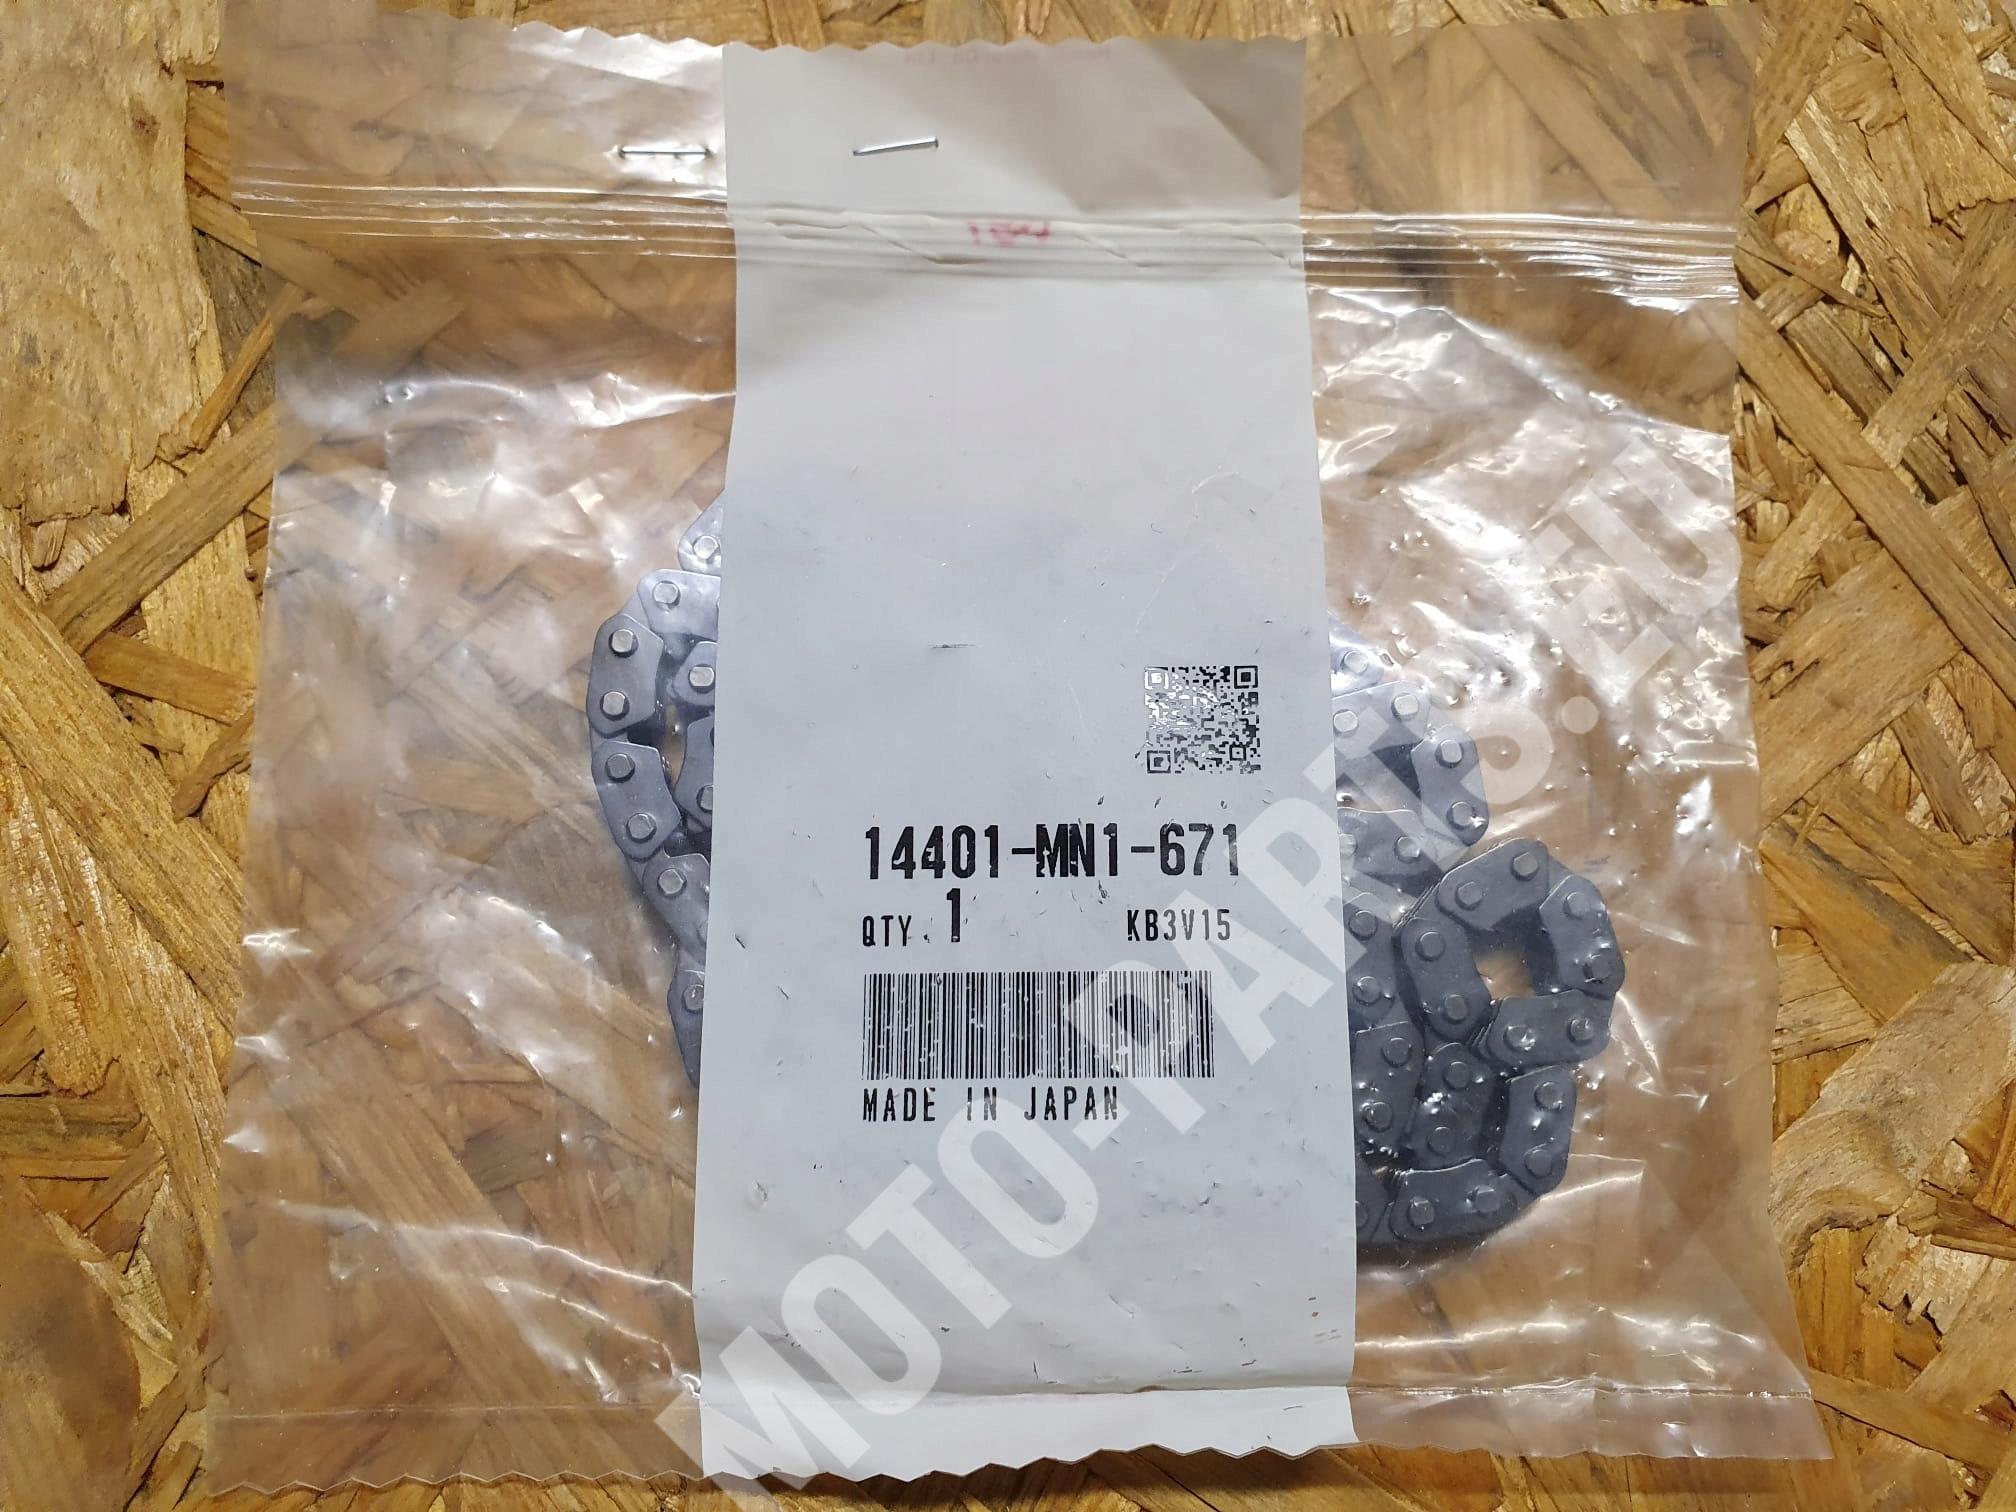 14401-MN1-671
QTY 1 KB3V15
MADE IN JAPAN
MOTO-PARTS.EU